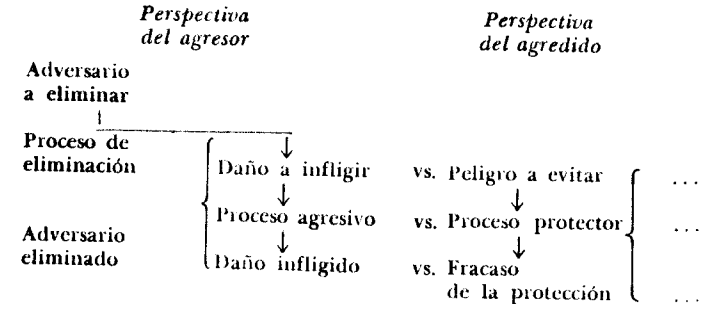 Perspectiva
del agresor
Perspectiva
del agredido
Adversario
a eliminar
Proceso de
eliminación
Daño a infligir
vs. Peligro a evitar
...
Proceso agresivo
vs. Proceso protector
...
Adversario
eliminado
Daño infligido
vs. Fracaso
de la protección
...